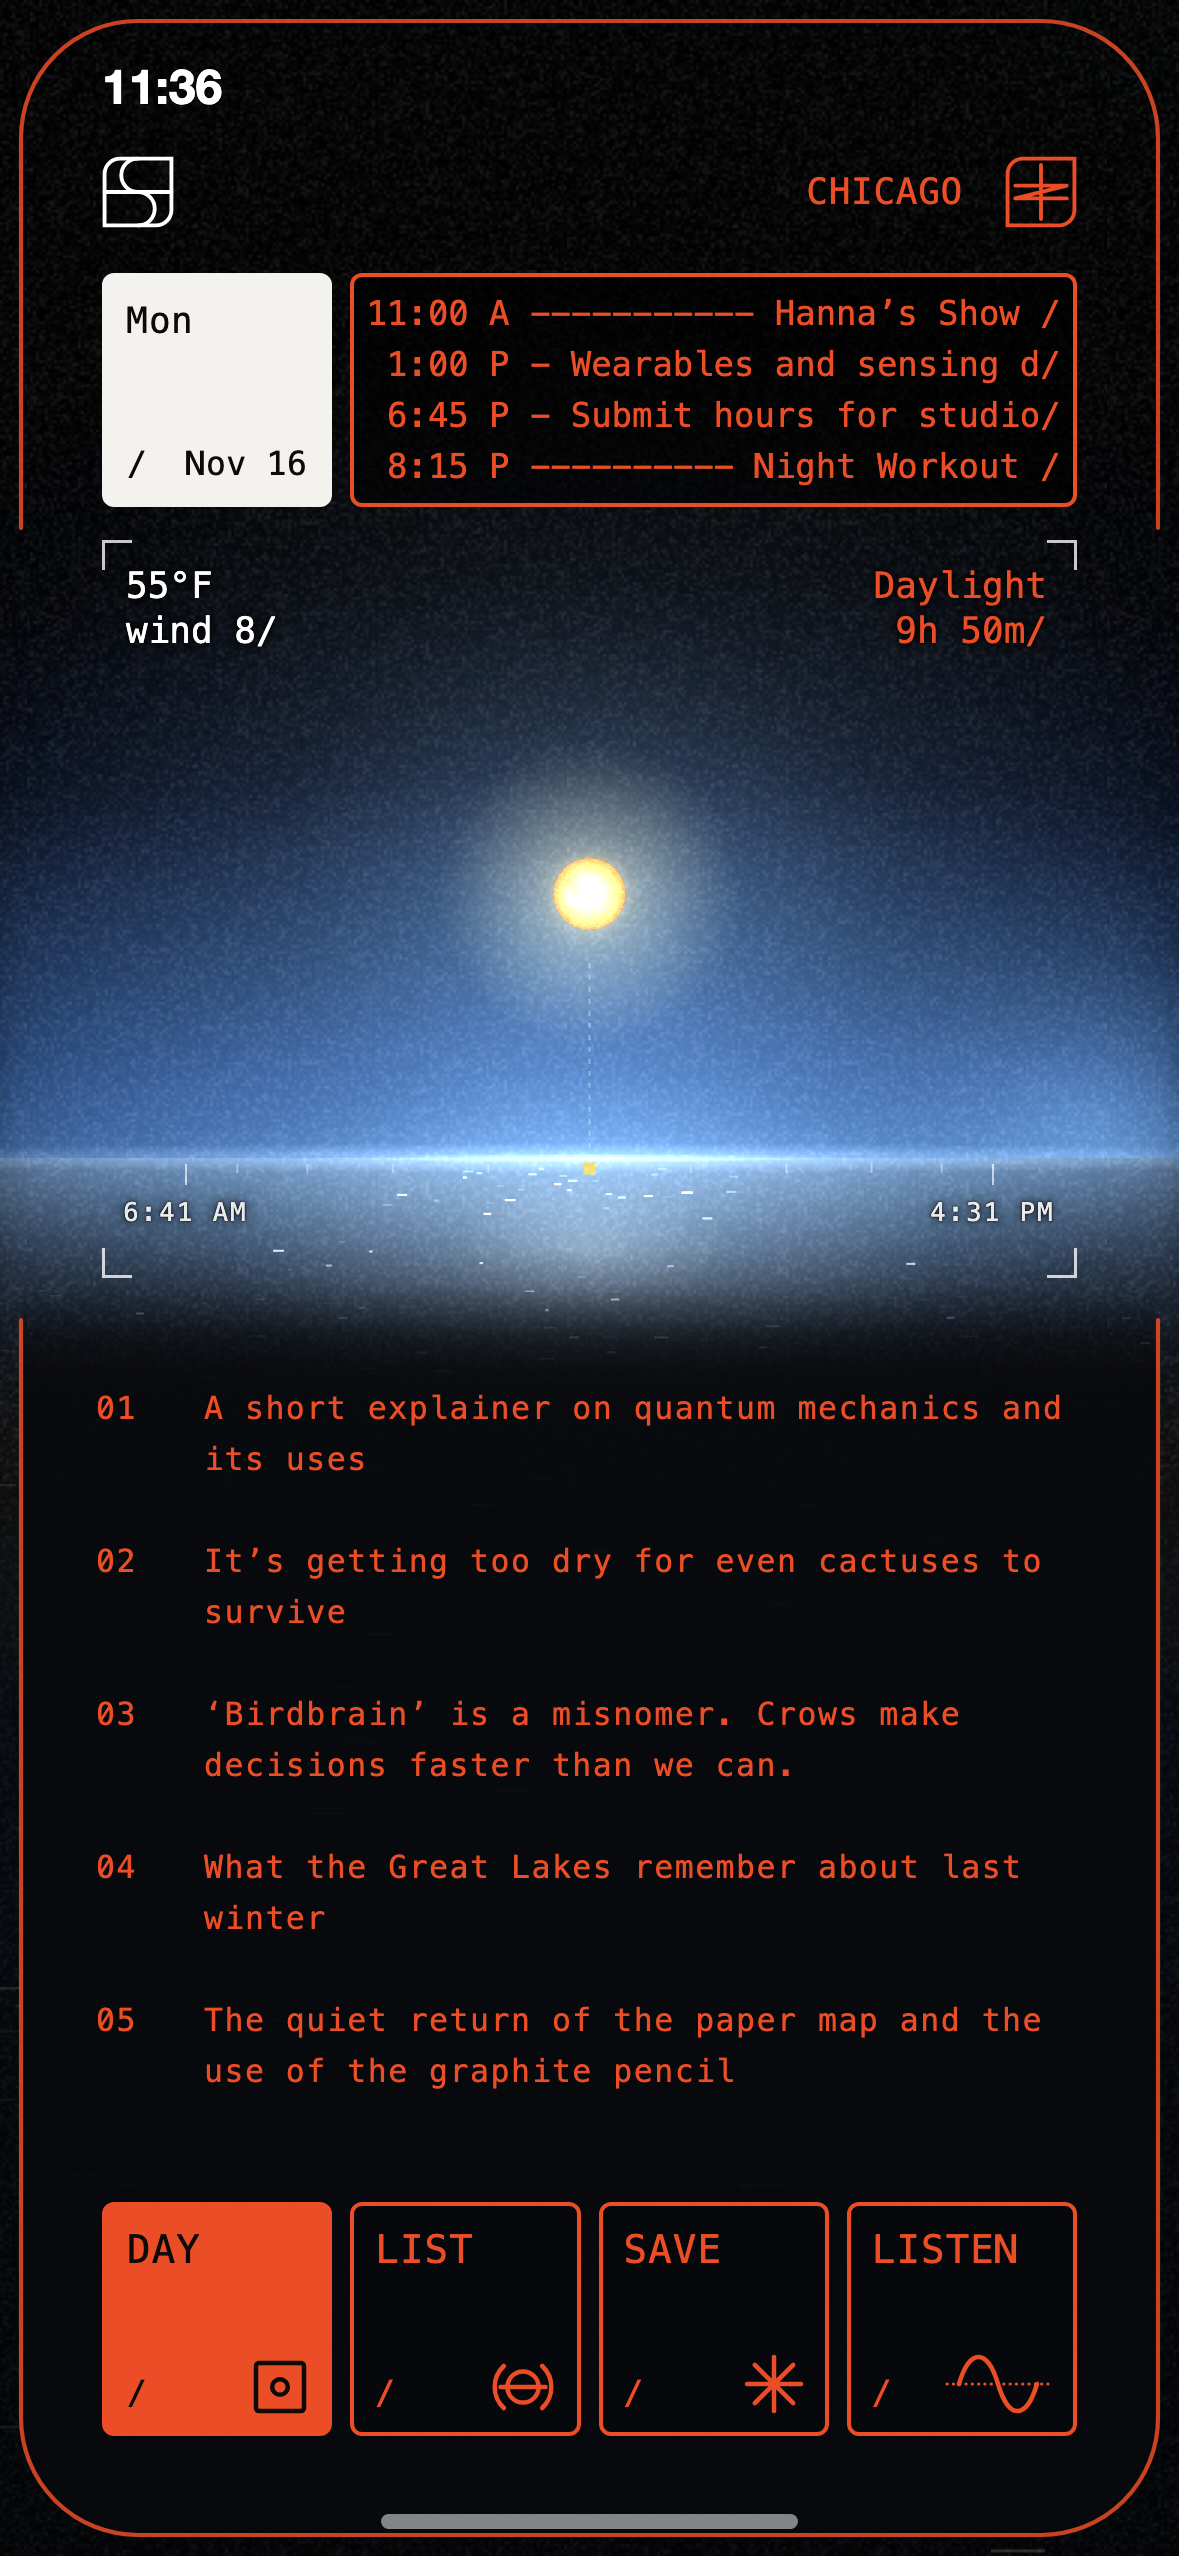 11:36
CHICAGO
Mon
/ Nov 16
11:00 A ––––––––––– Hanna’s Show /
1:00 P – Wearables and sensing d/
6:45 P – Submit hours for studio/
8:15 P –––––––––– Night Workout /
55°F
wind 8/
Daylight
9h 50m/
6:41 AM
4:31 PM
01 A short explainer on quantum mechanics and
its uses
02 It’s getting too dry for even cactuses to
survive
03 ‘Birdbrain’ is a misnomer. Crows make
decisions faster than we can.
04 What the Great Lakes remember about last
winter
05 The quiet return of the paper map and the
use of the graphite pencil
DAY
/
LIST
/
SAVE
/
LISTEN
/